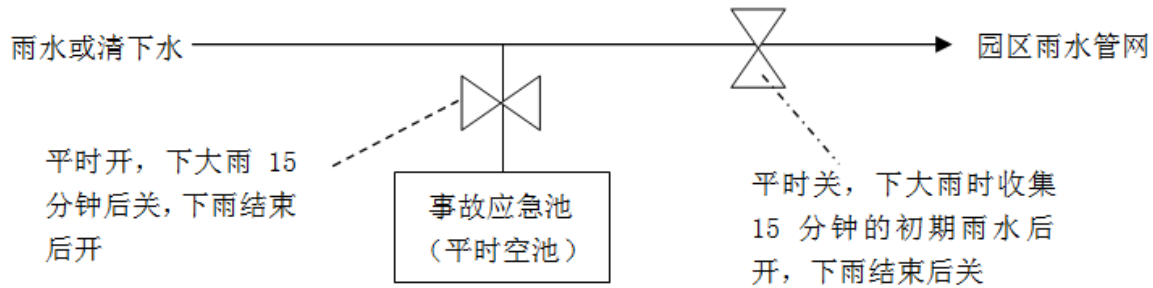 雨水或清下水
园区雨水管网
平时开，下大雨 15
分钟后关，下雨结束
后开
事故应急池
（平时空池）
平时关，下大雨时收集
15 分钟的初期雨水后
开，下雨结束后关